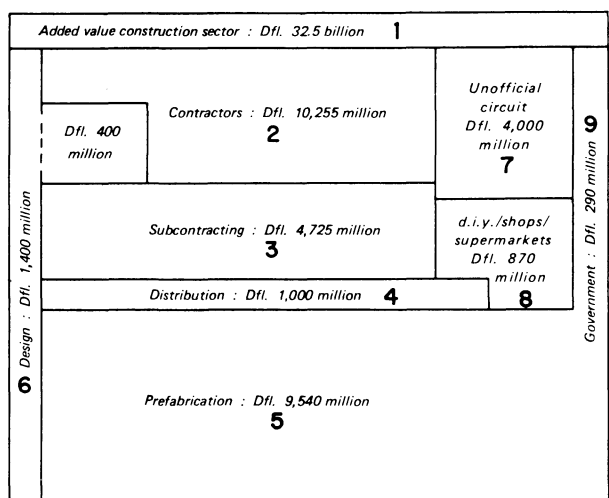 Added value construction sector : Dfl. 32.5 billion 1
Contractors : Dfl. 10,255 million
2
Dfl. 400
million
Unofficial
circuit
Dfl. 4,000
million
7
Subcontracting : Dfl. 4,725 million
3
d.i.y./shops/
supermarkets
Dfl. 870
million
8
Distribution : Dfl. 1,000 million 4
Prefabrication : Dfl. 9,540 million
5
6 Design : Dfl. 1,400 million
Government : Dfl. 290 million 9